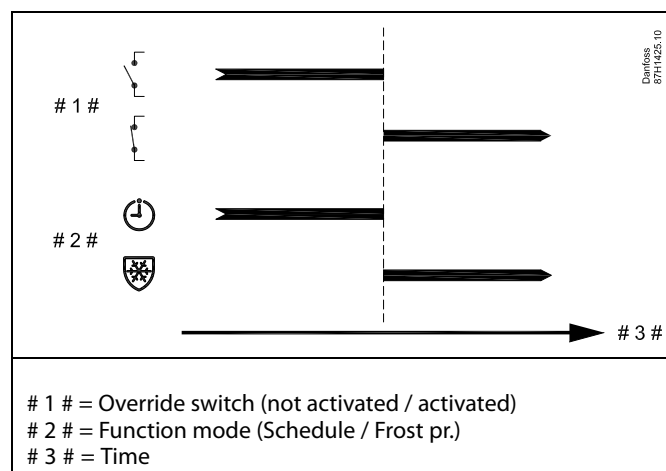 Danfoss
87H1425.10
# 1 #
# 2 #
# 3 #
# 1 # = Override switch (not activated / activated)
# 2 # = Function mode (Schedule / Frost pr.)
# 3 # = Time